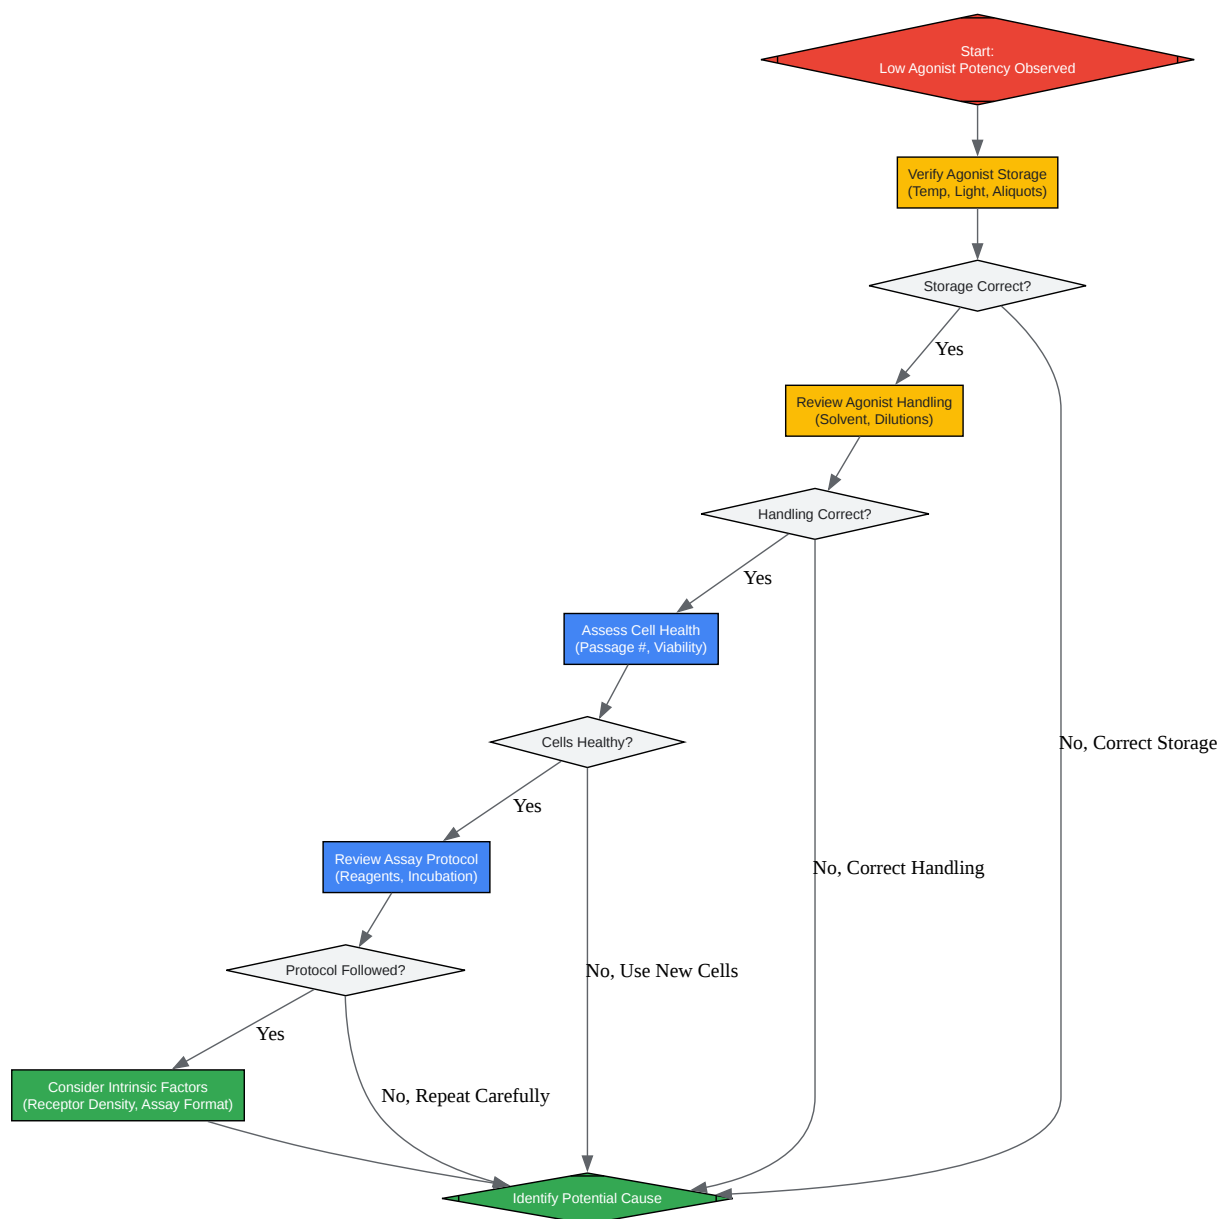 Start:
Low Agonist Potency Observed
Verify Agonist Storage
(Temp, Light, Aliquots)
Storage Correct?
Yes
Review Agonist Handling
(Solvent, Dilutions)
Handling Correct?
Yes
Assess Cell Health
(Passage #, Viability)
Cells Healthy?
No, Correct Storage
Yes
Review Assay Protocol
(Reagents, Incubation)
No, Correct Handling
Protocol Followed?
No, Use New Cells
Yes
Consider Intrinsic Factors
(Receptor Density, Assay Format)
No, Repeat Carefully
Identify Potential Cause